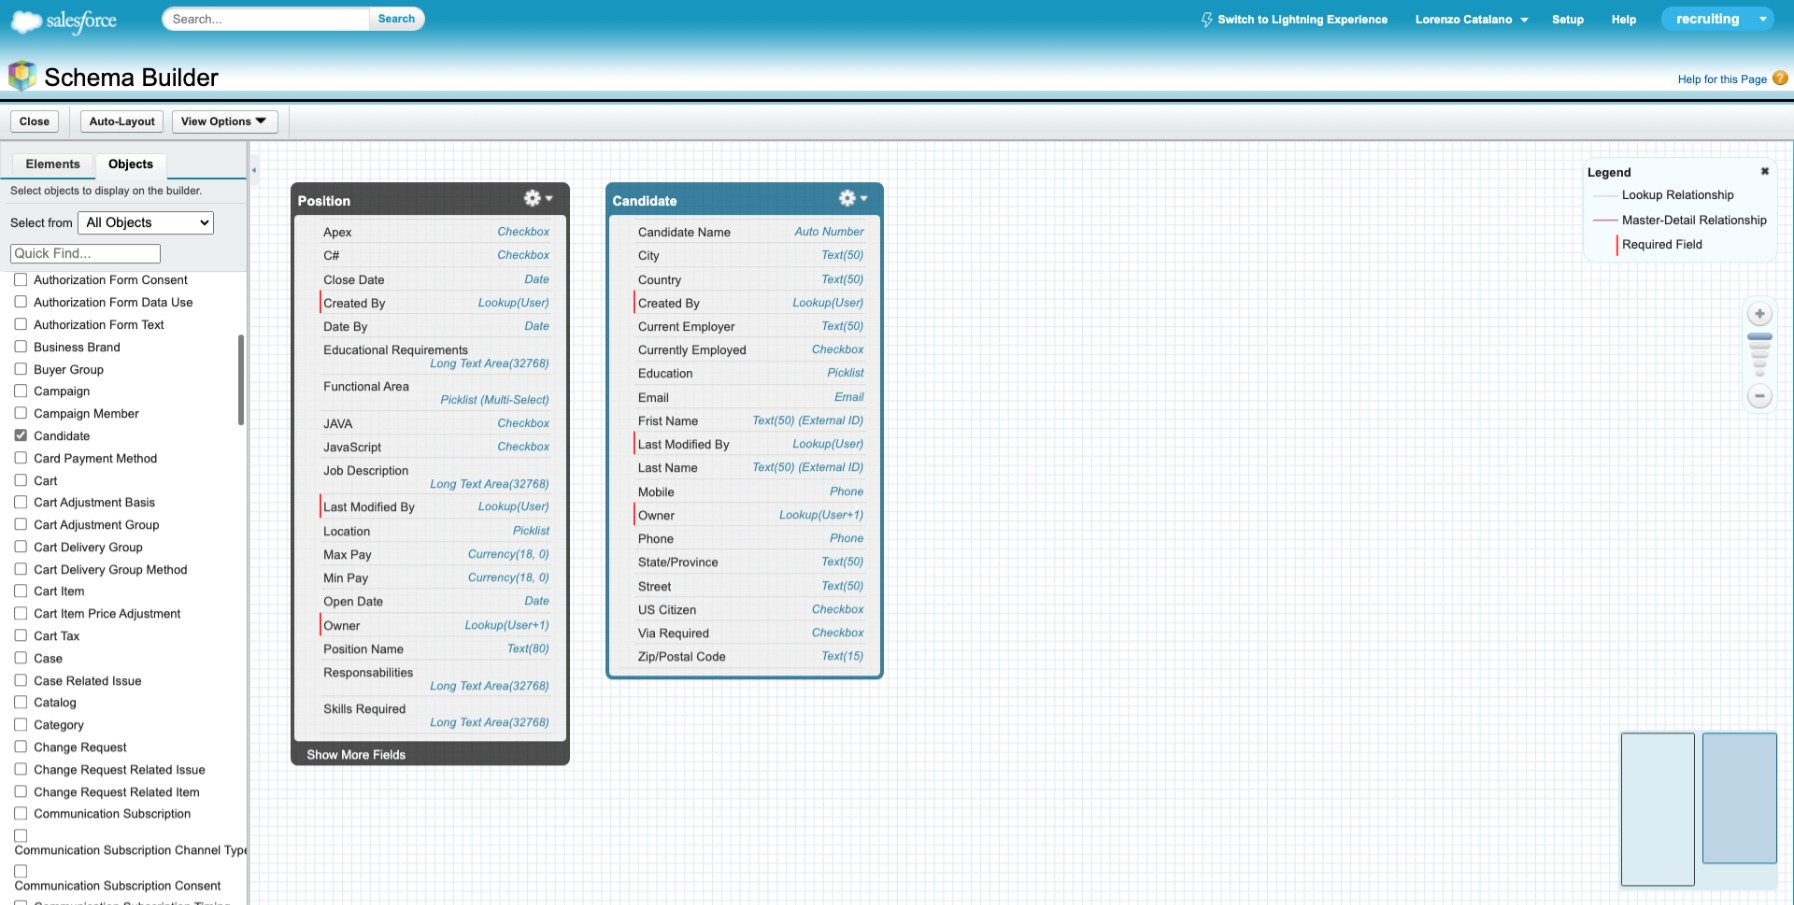 salesforce
Search...
Search
Switch to Lightning Experience
Lorenzo Catalano
Setup
Help
recruiting
Schema Builder
Help for this Page
Close
Auto-Layout
View Options
Elements
Objects
Select objects to display on the builder.
Select from All Objects
Quick Find...
Authorization Form Consent
Authorization Form Data Use
Authorization Form Text
Business Brand
Buyer Group
Campaign
Campaign Member
Candidate
Card Payment Method
Cart
Cart Adjustment Basis
Cart Adjustment Group
Cart Delivery Group
Cart Delivery Group Method
Cart Item
Cart Item Price Adjustment
Cart Tax
Case
Case Related Issue
Catalog
Category
Change Request
Change Request Related Issue
Change Request Related Item
Communication Subscription
Communication Subscription Channel Type
Communication Subscription Consent
Position
Apex Checkbox
C# Checkbox
Close Date Date
Created By Lookup(User)
Date By Date
Educational Requirements
Long Text Area(32768)
Functional Area
Picklist (Multi-Select)
JAVA Checkbox
JavaScript Checkbox
Job Description
Long Text Area(32768)
Last Modified By Lookup(User)
Location Picklist
Max Pay Currency(18, 0)
Min Pay Currency(18, 0)
Open Date Date
Owner Lookup(User+1)
Position Name Text(80)
Responsabilities
Long Text Area(32768)
Skills Required
Long Text Area(32768)
Show More Fields
Candidate
Candidate Name Auto Number
City Text(50)
Country Text(50)
Created By Lookup(User)
Current Employer Text(50)
Currently Employed Checkbox
Education Picklist
Email Email
Frist Name Text(50) (External ID)
Last Modified By Lookup(User)
Last Name Text(50) (External ID)
Mobile Phone
Owner Lookup(User+1)
Phone Phone
State/Province Text(50)
Street Text(50)
US Citizen Checkbox
Via Required Checkbox
Zip/Postal Code Text(15)
Legend
Lookup Relationship
Master-Detail Relationship
Required Field